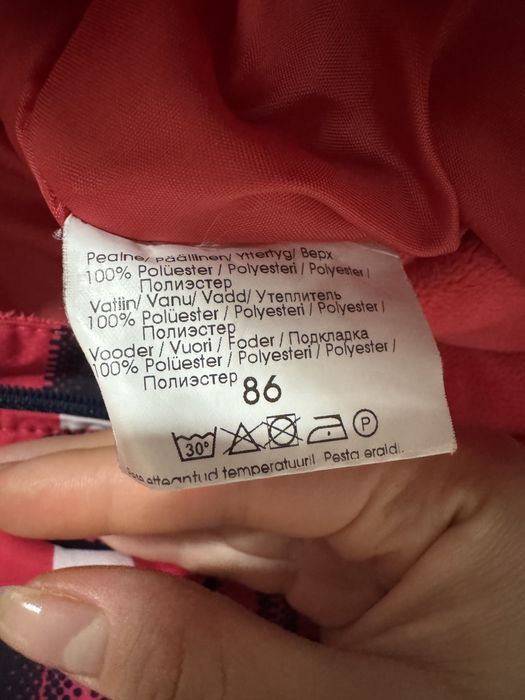 Pealne/ Päällinen/ Yttertyg/ Верх
100% Polüester / Polyesteri / Polyester /
Полиэстер
Vatiin/ Vanu/ Vadd/ Утеплитель
100% Polüester / Polyesteri / Polyester /
Полиэстер
Vooder / Vuori / Foder / Подкладка
100% Polüester / Polyesteri / Polyester /
Полиэстер 86
30° P
etteantud temperatuuril. Pesta eraldi.